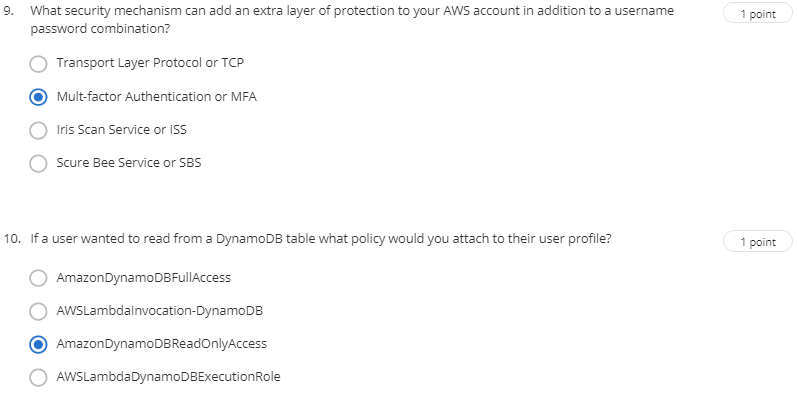 9. What security mechanism can add an extra layer of protection to your AWS account in addition to a username
password combination?
1 point
Transport Layer Protocol or TCP
Mult-factor Authentication or MFA
Iris Scan Service or ISS
Scure Bee Service or SBS
10. If a user wanted to read from a DynamoDB table what policy would you attach to their user profile?
1 point
AmazonDynamoDBFullAccess
AWSLambdaInvocation-DynamoDB
AmazonDynamoDBReadOnlyAccess
AWSLambdaDynamoDBExecutionRole